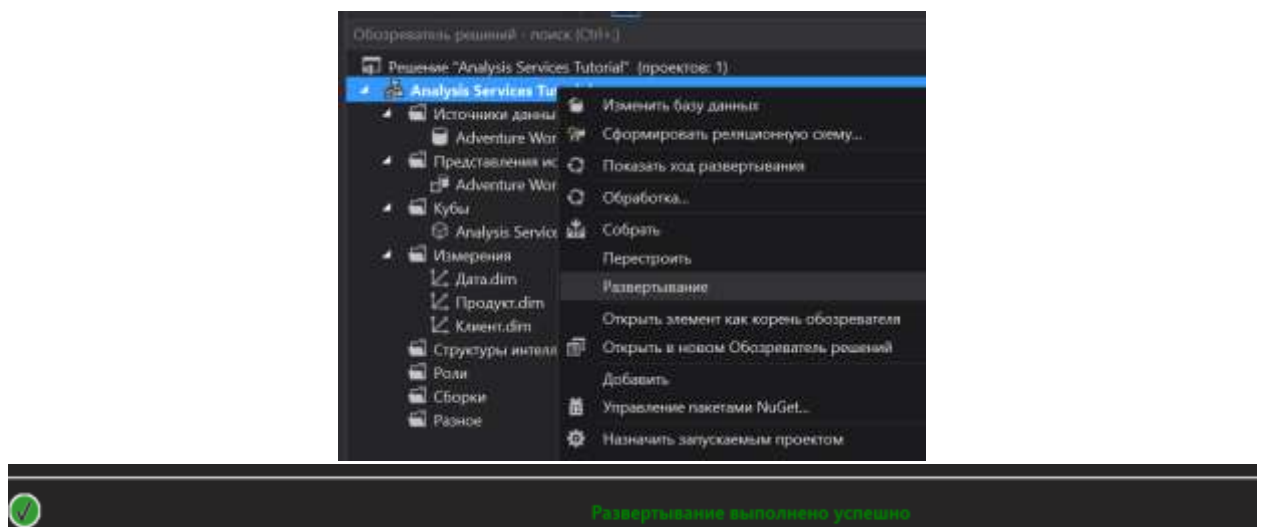 Обозреватель решений - поиск (Ctrl+;)
Решение "Analysis Services Tutorial" (проектов: 1)
Analysis Services Tu
Источники данны
Adventure Wor
Представления ис
Adventure Wor
Кубы
Analysis Service
Измерения
Дата.dim
Продукт.dim
Клиент.dim
Структуры интелл
Роли
Сборки
Разное
Изменить базу данных
Сформировать реляционную схему...
Показать ход развертывания
Обработка...
Собрать
Перестроить
Развертывание
Открыть элемент как корень обозревателя
Открыть в новом Обозреватель решений
Добавить
Управление пакетами NuGet...
Назначить запускаемым проектом
Развертывание выполнено успешно